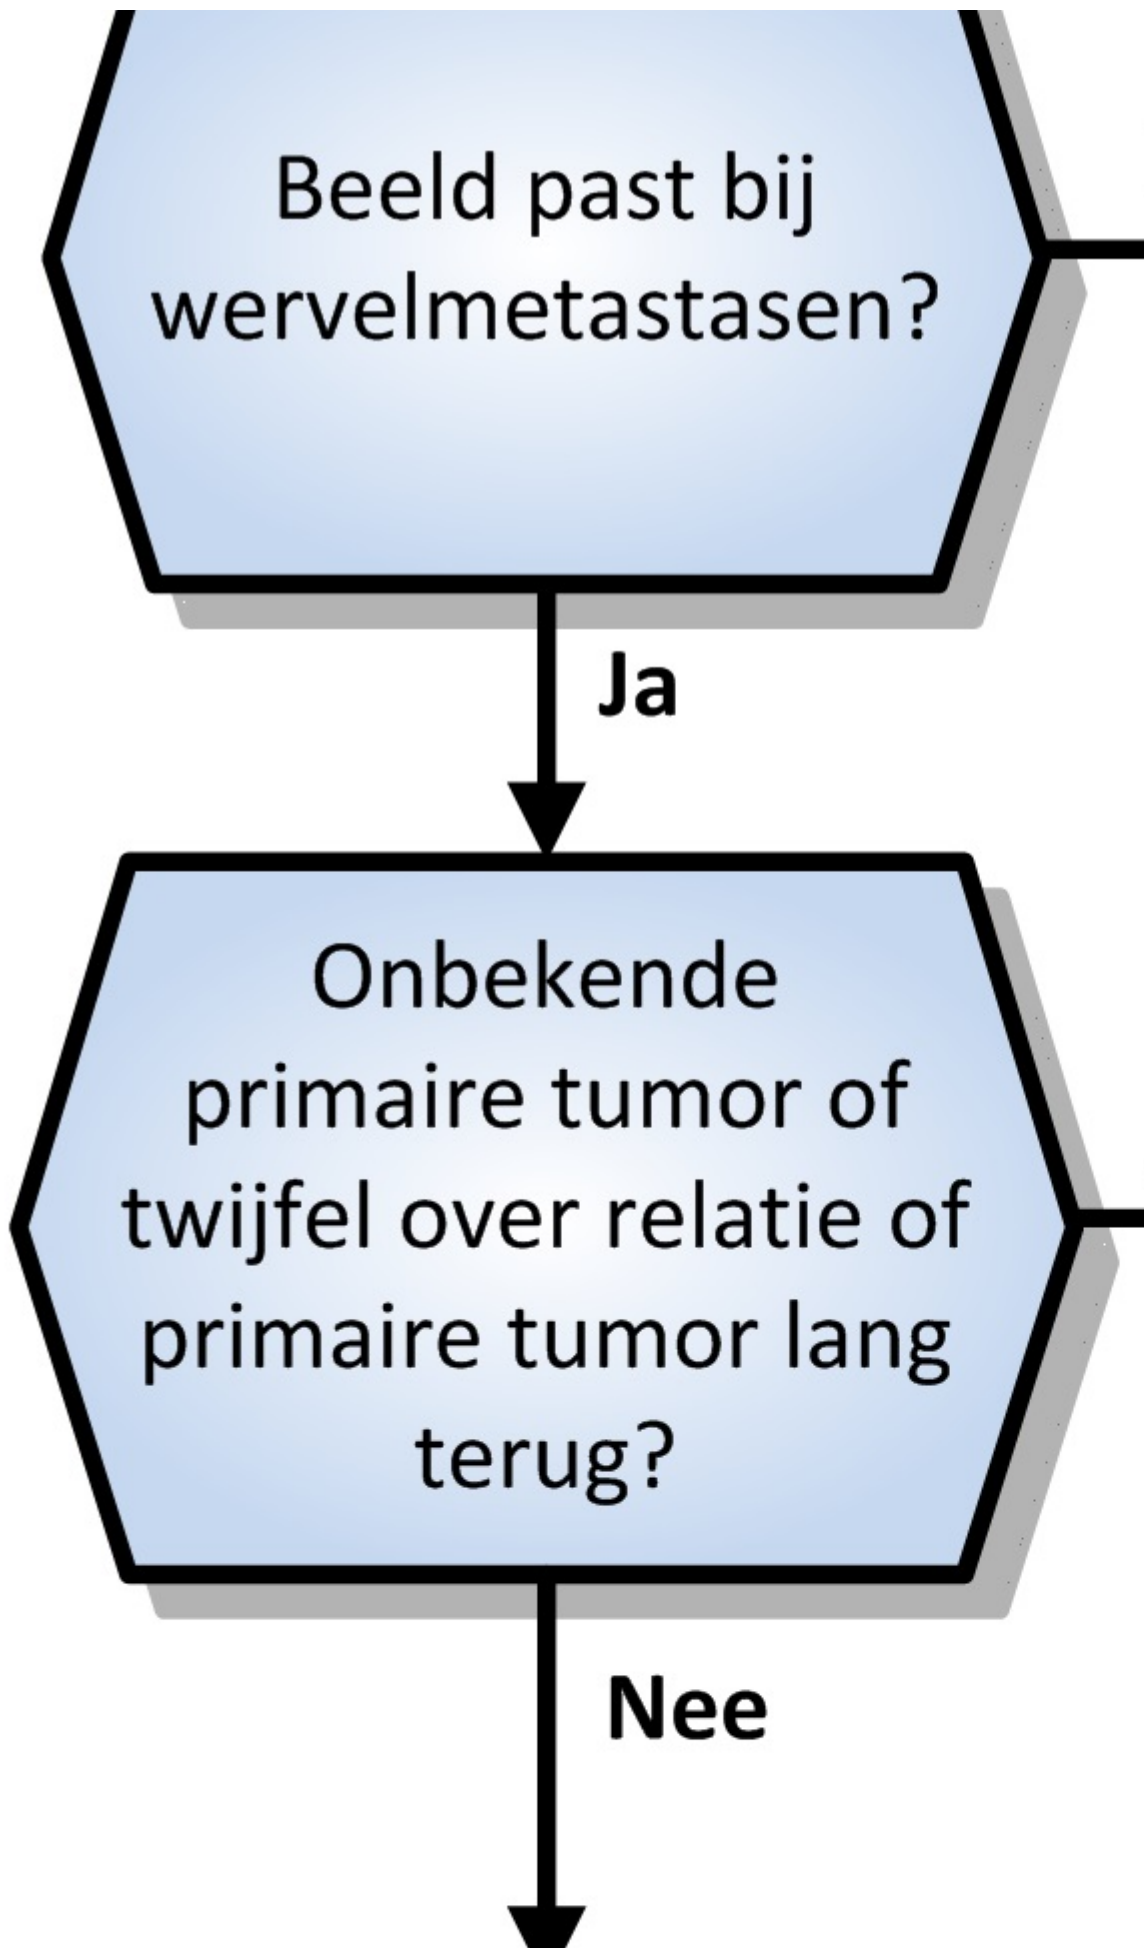 Beeld past bij
wervelmetastasen?
Ja
Onbekende
primaire tumor of
twijfel over relatie of
primaire tumor lang
terug?
Nee